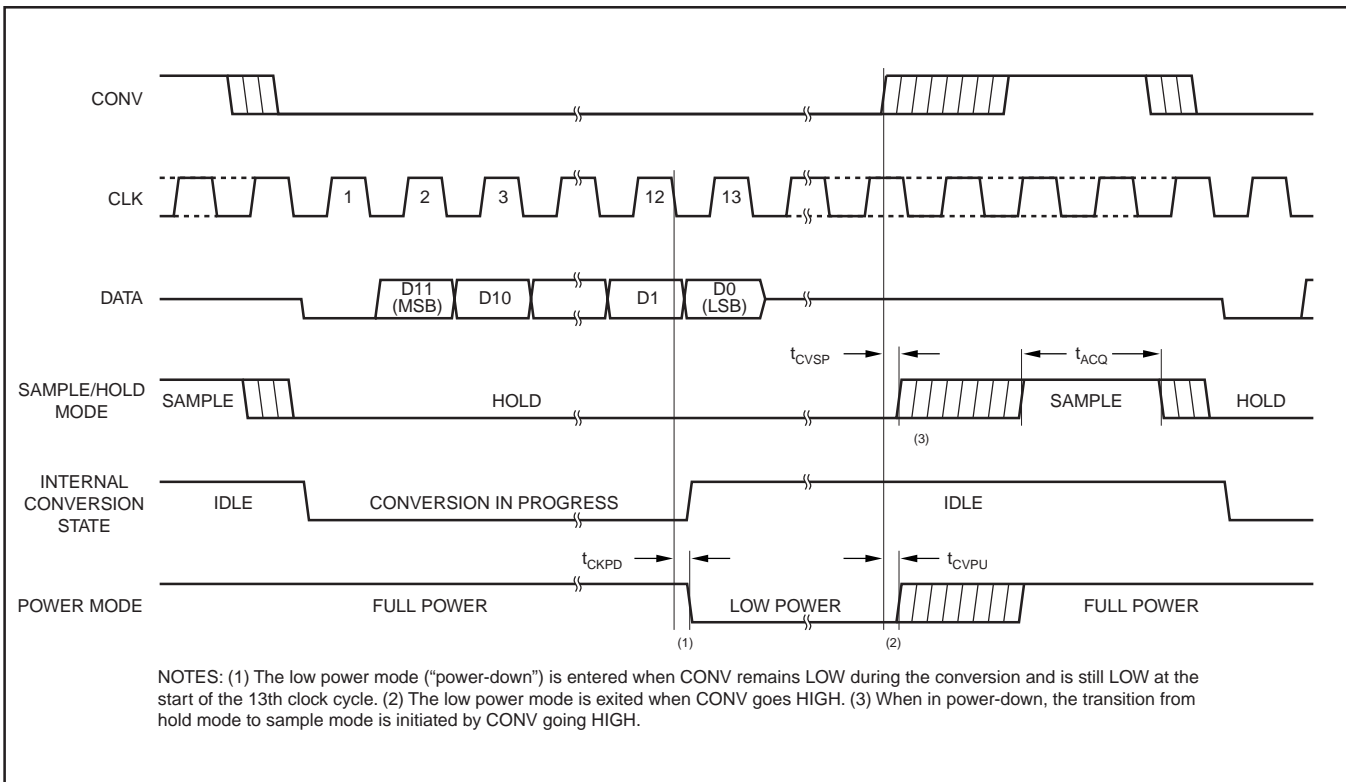 CONV
CLK
1
2
3
12
13
DATA
D11
(MSB)
D10
D1
D0
(LSB)
tCVSP
tACQ
SAMPLE/HOLD
MODE
SAMPLE
HOLD
SAMPLE
HOLD
(3)
INTERNAL
CONVERSION
STATE
IDLE
CONVERSION IN PROGRESS
IDLE
tCKPD
tCVPU
POWER MODE
FULL POWER
LOW POWER
FULL POWER
(1)
(2)
NOTES: (1) The low power mode (“power-down”) is entered when CONV remains LOW during the conversion and is still LOW at the
start of the 13th clock cycle. (2) The low power mode is exited when CONV goes HIGH. (3) When in power-down, the transition from
hold mode to sample mode is initiated by CONV going HIGH.